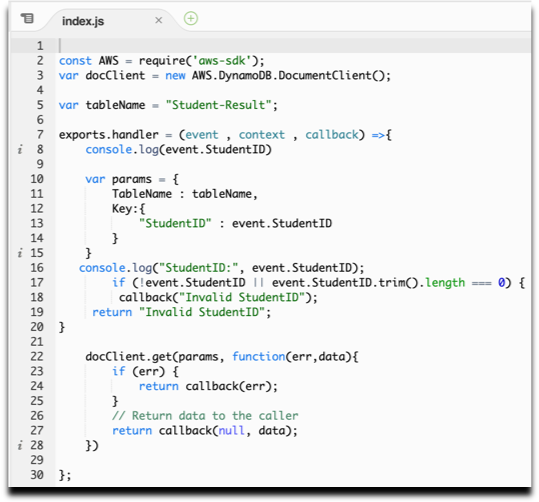 index.js
1
2 const AWS = require('aws-sdk');
3 var docClient = new AWS.DynamoDB.DocumentClient();
4
5 var tableName = "Student-Result";
6
7 exports.handler = (event , context , callback) =>{
i 8     console.log(event.StudentID)
9
10     var params = {
11         TableName : tableName,
12         Key:{
13             "StudentID" : event.StudentID
14         }
i 15     }
16    console.log("StudentID:", event.StudentID);
17         if (!event.StudentID || event.StudentID.trim().length === 0) {
18          callback("Invalid StudentID");
19      return "Invalid StudentID";
20 }
21
22     docClient.get(params, function(err,data){
23         if (err) {
24             return callback(err);
25         }
26         // Return data to the caller
27         return callback(null, data);
i 28     })
29
30 };